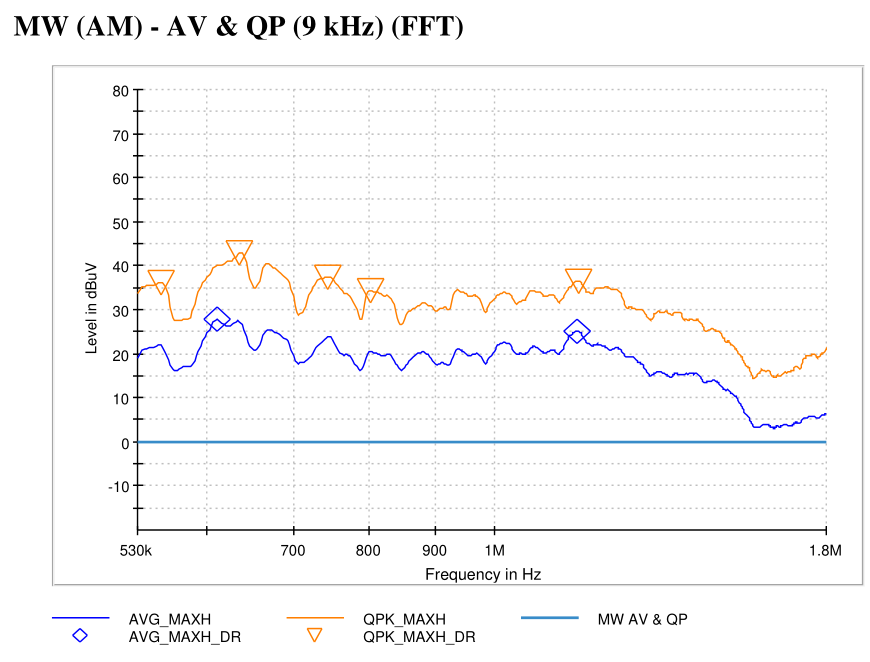 MW (AM) - AV & QP (9 kHz) (FFT)
80
70
60
50
40
30
20
10
0
-10
Level in dBuV
530k 700 800 900 1M 1.8M
Frequency in Hz
AVG_MAXH QPK_MAXH MW AV & QP
AVG_MAXH_DR QPK_MAXH_DR